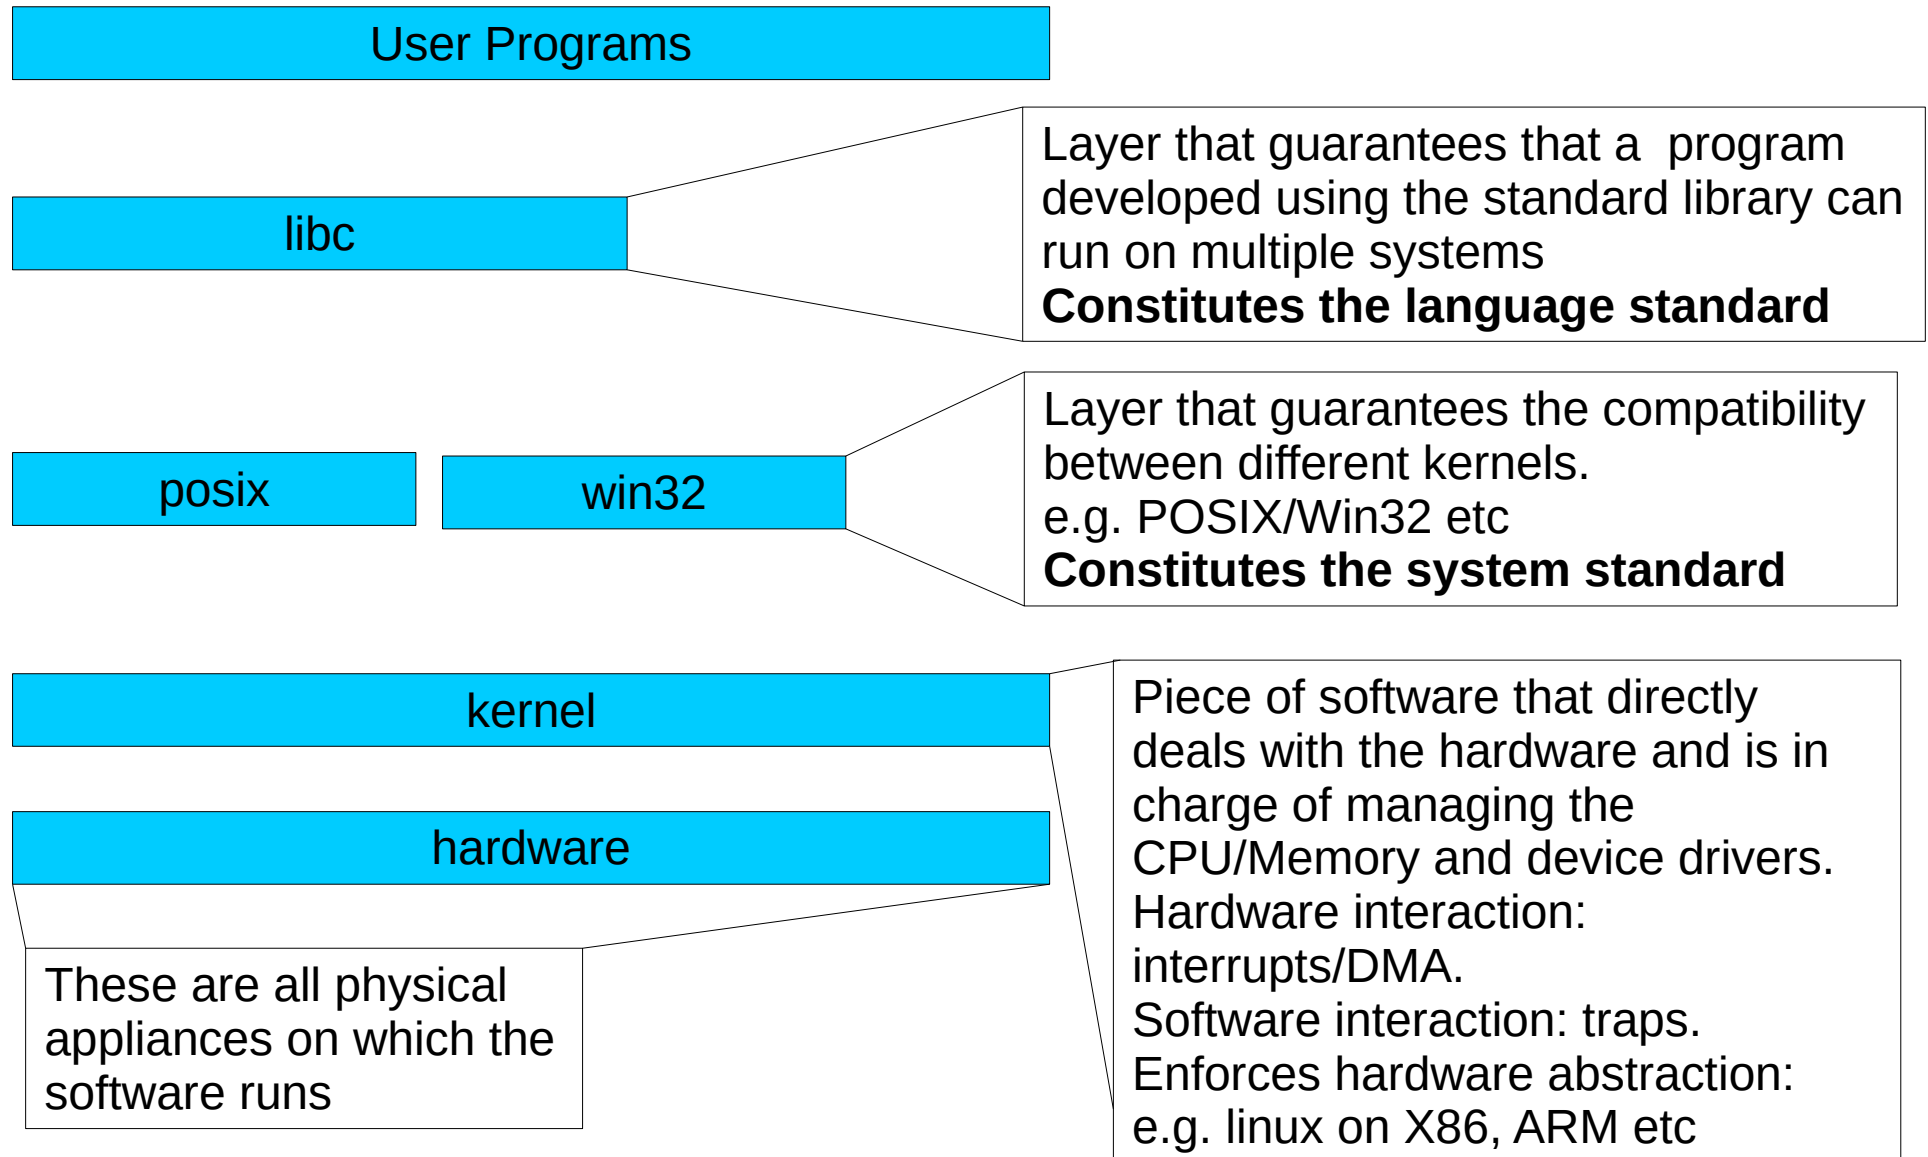 User Programs
Layer that guarantees that a  program
developed using the standard library can
run on multiple systems
Constitutes the language standard
libc
Layer that guarantees the compatibility
between different kernels.
e.g. POSIX/Win32 etc
Constitutes the system standard
posix
win32
kernel
Piece of software that directly
deals with the hardware and is in
charge of managing the
CPU/Memory and device drivers.
Hardware interaction:
interrupts/DMA.
Software interaction: traps.
Enforces hardware abstraction:
e.g. linux on X86, ARM etc
hardware
These are all physical
appliances on which the
software runs